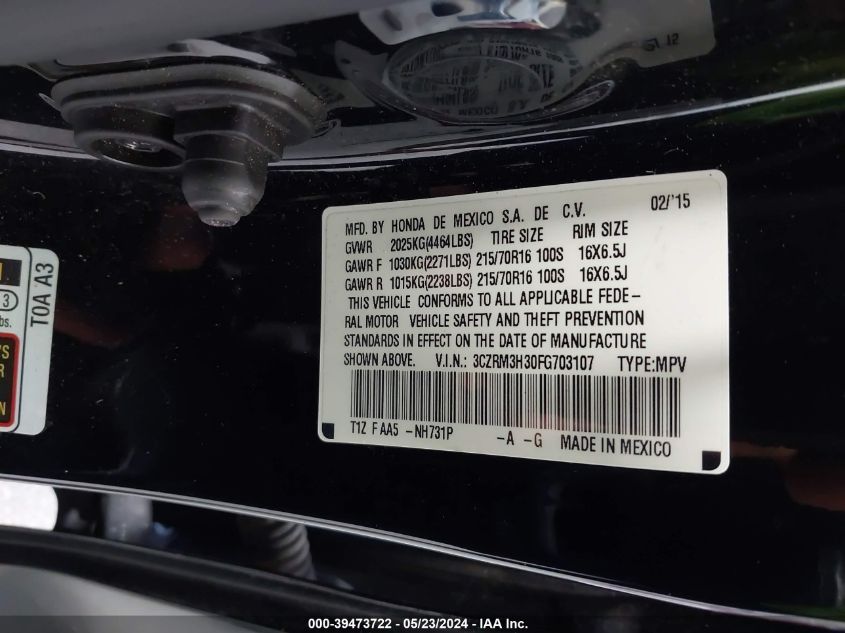 02/'15
MFD. BY HONDA DE MEXICO S.A. DE C.V.
GVWR 2025KG(4464LBS) TIRE SIZE RIM SIZE
GAWR F 1030KG(2271LBS) 215/70R16 100S 16X6.5J
GAWR R 1015KG(2238LBS) 215/70R16 100S 16X6.5J
THIS VEHICLE CONFORMS TO ALL APPLICABLE FEDE-
RAL MOTOR VEHICLE SAFETY AND THEFT PREVENTION
STANDARDS IN EFFECT ON THE DATE OF MANUFACTURE
SHOWN ABOVE. V.I.N.: 3CZRM3H30FG703107 TYPE:MPV
T1Z F AA5 -NH731P -A -G MADE IN MEXICO
T0A A3
3
000-39473722 - 05/23/2024 - IAA Inc.